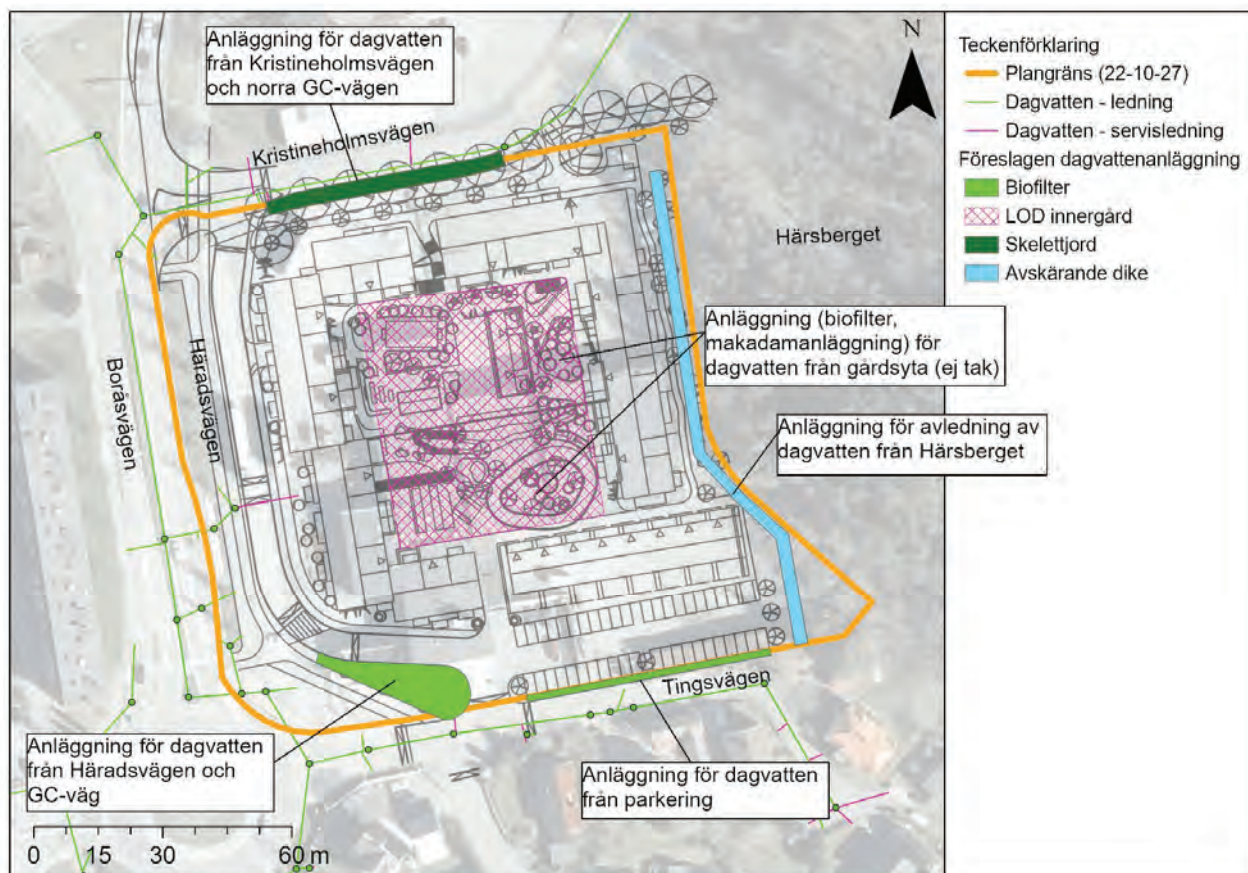 Anläggning för dagvatten
från Kristineholmsvägen
och norra GC-vägen
Kristineholmsvägen
N
Härsberget
Anläggning (biofilter,
makadamanläggning) för
dagvatten från gårdsyta (ej tak)
Boråsvägen
Häradsvägen
Anläggning för avledning av
dagvatten från Härsberget
Tingsvägen
Anläggning för dagvatten
från Häradsvägen och
GC-väg
Anläggning för dagvatten
från parkering
0 15 30 60 m
Teckenförklaring
Plangräns (22-10-27)
Dagvatten - ledning
Dagvatten - servisledning
Föreslagen dagvattenanläggning
Biofilter
LOD innergård
Skelettjord
Avskärande dike